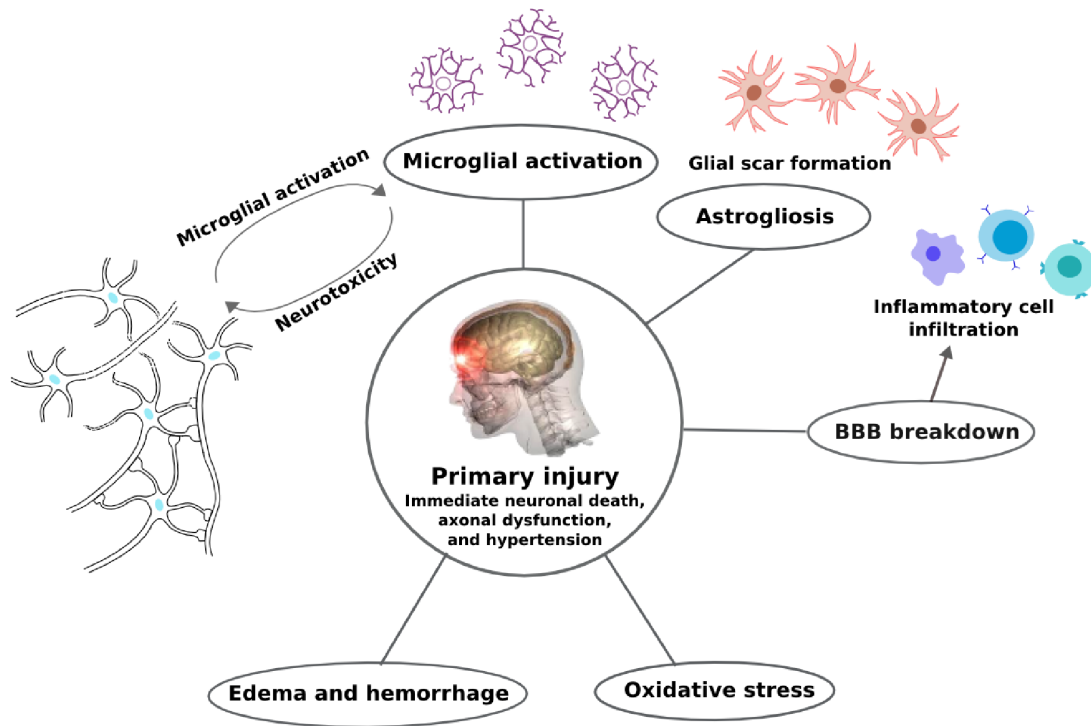 Microglial activation
Microglial activation
Neurotoxicity
Glial scar formation
Astrogliosis
Inflammatory cell
infiltration
BBB breakdown
Primary injury
Immediate neuronal death,
axonal dysfunction,
and hypertension
Edema and hemorrhage
Oxidative stress